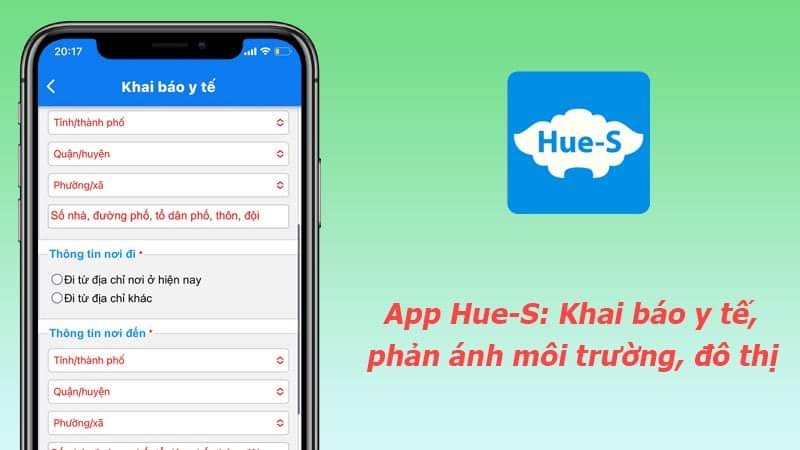 20:17
Khai báo y tế
Tỉnh/thành phố
Quận/huyện
Phường/xã
Số nhà, đường phố, tổ dân phố, thôn, đội
Thông tin nơi đi *
Đi từ địa chỉ nơi ở hiện nay
Đi từ địa chỉ khác
Thông tin nơi đến *
Tỉnh/thành phố
Quận/huyện
Phường/xã
Hue-S
App Hue-S: Khai báo y tế,
phản ánh môi trường, đô thị